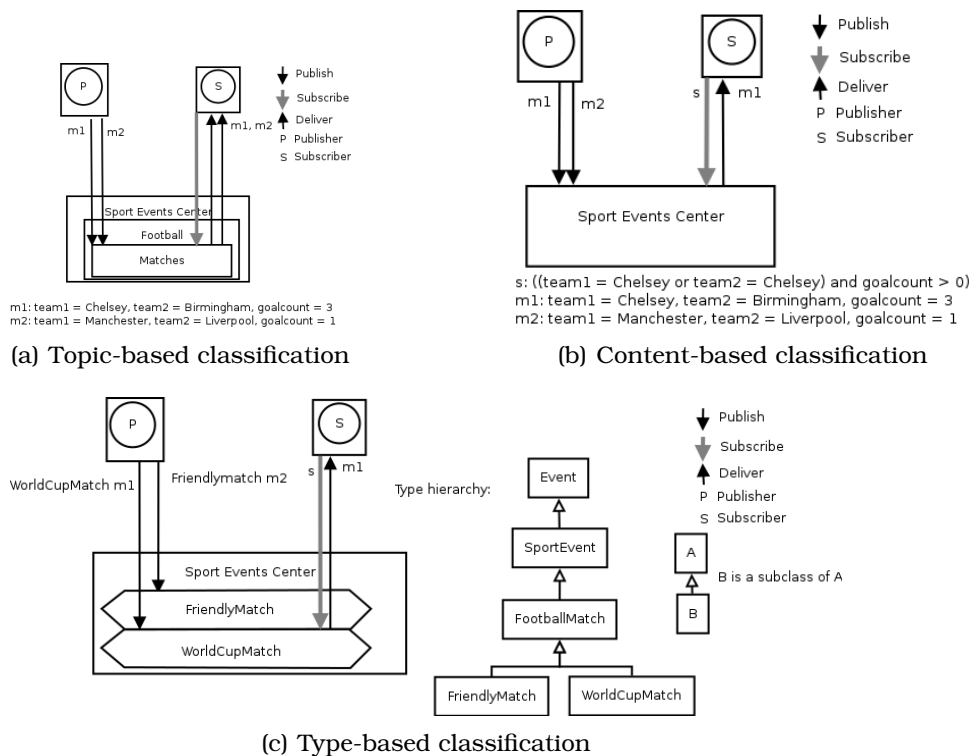 P
S
Publish
Subscribe
Deliver
P Publisher
S Subscriber
m1
m2
m1, m2
Sport Events Center
Football
Matches
m1: team1 = Chelsey, team2 = Birmingham, goalcount = 3
m2: team1 = Manchester, team2 = Liverpool, goalcount = 1
(a) Topic-based classification
P
S
Publish
Subscribe
Deliver
P Publisher
S Subscriber
m1
m2
s
m1
Sport Events Center
s: ((team1 = Chelsey or team2 = Chelsey) and goalcount > 0)
m1: team1 = Chelsey, team2 = Birmingham, goalcount = 3
m2: team1 = Manchester, team2 = Liverpool, goalcount = 1
(b) Content-based classification
P
S
WorldCupMatch m1
Friendlymatch m2
s
m1
Sport Events Center
FriendlyMatch
WorldCupMatch
Type hierarchy:
Event
SportEvent
FootballMatch
FriendlyMatch
WorldCupMatch
Publish
Subscribe
Deliver
P Publisher
S Subscriber
A
B is a subclass of A
B
(c) Type-based classification